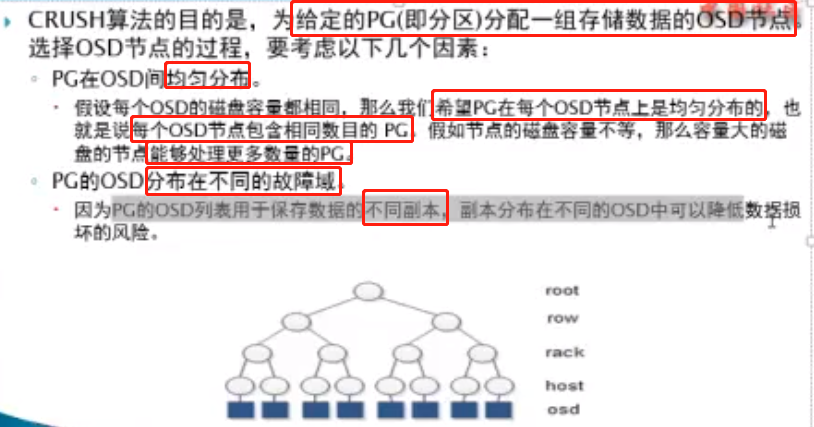 CRUSH算法的目的是，为给定的PG(即分区)分配一组存储数据的OSD节点。
选择OSD节点的过程，要考虑以下几个因素：
PG在OSD间均匀分布。
假设每个OSD的磁盘容量都相同，那么我们希望PG在每个OSD节点上是均匀分布的，也
就是说每个OSD节点包含相同数目的 PG。假如节点的磁盘容量不等，那么容量大的磁
盘的节点能够处理更多数量的PG。
PG的OSD分布在不同的故障域。
因为PG的OSD列表用于保存数据的不同副本，副本分布在不同的OSD中可以降低数据损
坏的风险。
root
row
rack
host
osd